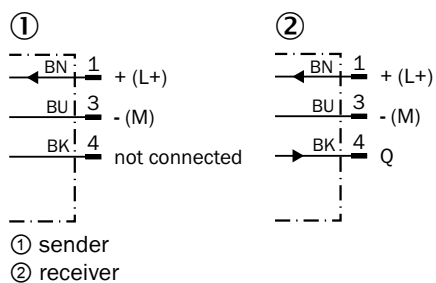 ① ②
BN 1 + (L+) BN 1 + (L+)
BU 3 - (M) BU 3 - (M)
BK 4 not connected BK 4 Q
① sender
② receiver